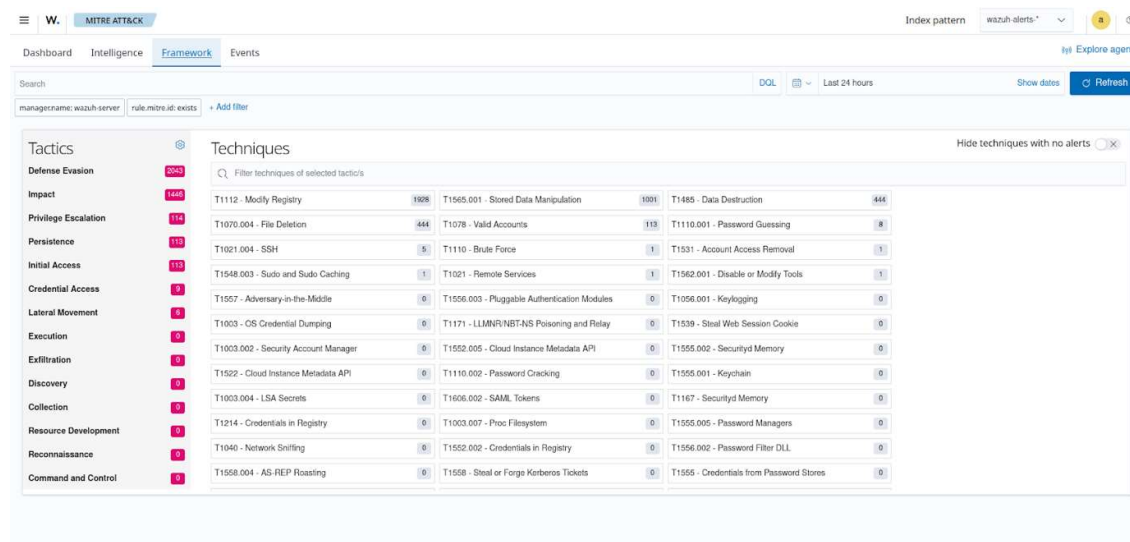 W. MITRE ATT&CK Index pattern wazuh-alerts-* a
Dashboard Intelligence Framework Events Explore agen
Search DQL Last 24 hours Show dates Refresh
manager.name: wazuh-server rule.mitre.id: exists + Add filter
Tactics
Defense Evasion 2043
Impact 1446
Privilege Escalation 114
Persistence 113
Initial Access 113
Credential Access 9
Lateral Movement 6
Execution 0
Exfiltration 0
Discovery 0
Collection 0
Resource Development 0
Reconnaissance 0
Command and Control 0
Techniques Hide techniques with no alerts
Filter techniques of selected tactic/s
T1112 - Modify Registry 1928 T1565.001 - Stored Data Manipulation 1001 T1485 - Data Destruction 444
T1070.004 - File Deletion 444 T1078 - Valid Accounts 113 T1110.001 - Password Guessing 8
T1021.004 - SSH 5 T1110 - Brute Force 1 T1531 - Account Access Removal 1
T1548.003 - Sudo and Sudo Caching 1 T1021 - Remote Services 1 T1562.001 - Disable or Modify Tools 1
T1557 - Adversary-in-the-Middle 0 T1556.003 - Pluggable Authentication Modules 0 T1056.001 - Keylogging 0
T1003 - OS Credential Dumping 0 T1171 - LLMNR/NBT-NS Poisoning and Relay 0 T1539 - Steal Web Session Cookie 0
T1003.002 - Security Account Manager 0 T1552.005 - Cloud Instance Metadata API 0 T1555.002 - Securityd Memory 0
T1522 - Cloud Instance Metadata API 0 T1110.002 - Password Cracking 0 T1555.001 - Keychain 0
T1003.004 - LSA Secrets 0 T1606.002 - SAML Tokens 0 T1167 - Securityd Memory 0
T1214 - Credentials in Registry 0 T1003.007 - Proc Filesystem 0 T1555.005 - Password Managers 0
T1040 - Network Sniffing 0 T1552.002 - Credentials in Registry 0 T1556.002 - Password Filter DLL 0
T1558.004 - AS-REP Roasting 0 T1558 - Steal or Forge Kerberos Tickets 0 T1555 - Credentials from Password Stores 0